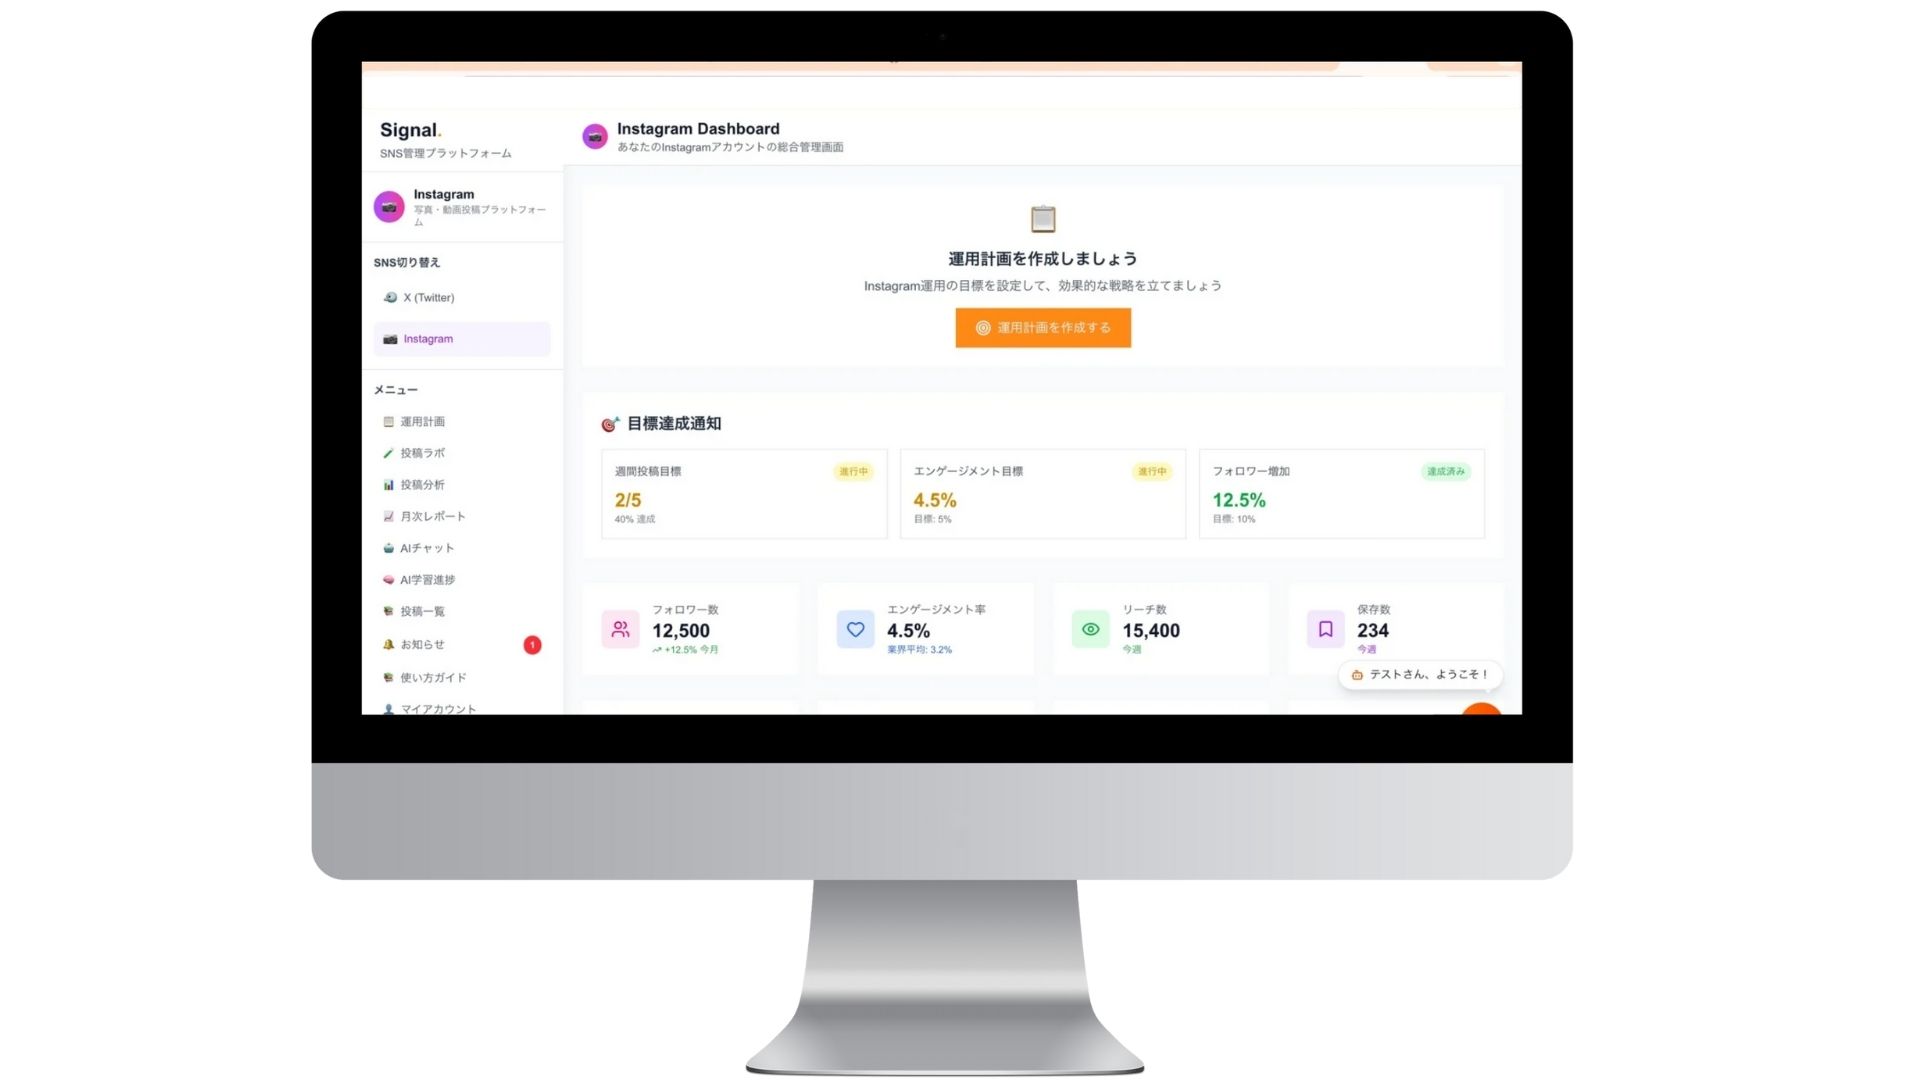 Signal.
SNS管理プラットフォーム
Instagram
写真・動画投稿プラットフォー
ム
SNS切り替え
X (Twitter)
Instagram
メニュー
運用計画
投稿ラボ
投稿分析
月次レポート
AIチャット
AI学習進捗
投稿一覧
お知らせ
1
使い方ガイド
マイアカウント
Instagram Dashboard
あなたのInstagramアカウントの総合管理画面
運用計画を作成しましょう
Instagram運用の目標を設定して、効果的な戦略を立てましょう
運用計画を作成する
目標達成通知
週間投稿目標
進行中
2/5
40% 達成
エンゲージメント目標
進行中
4.5%
目標: 5%
フォロワー増加
達成済み
12.5%
目標: 10%
フォロワー数
12,500
+12.5% 今月
エンゲージメント率
4.5%
業界平均: 3.2%
リーチ数
15,400
今週
保存数
234
今週
テストさん、ようこそ！